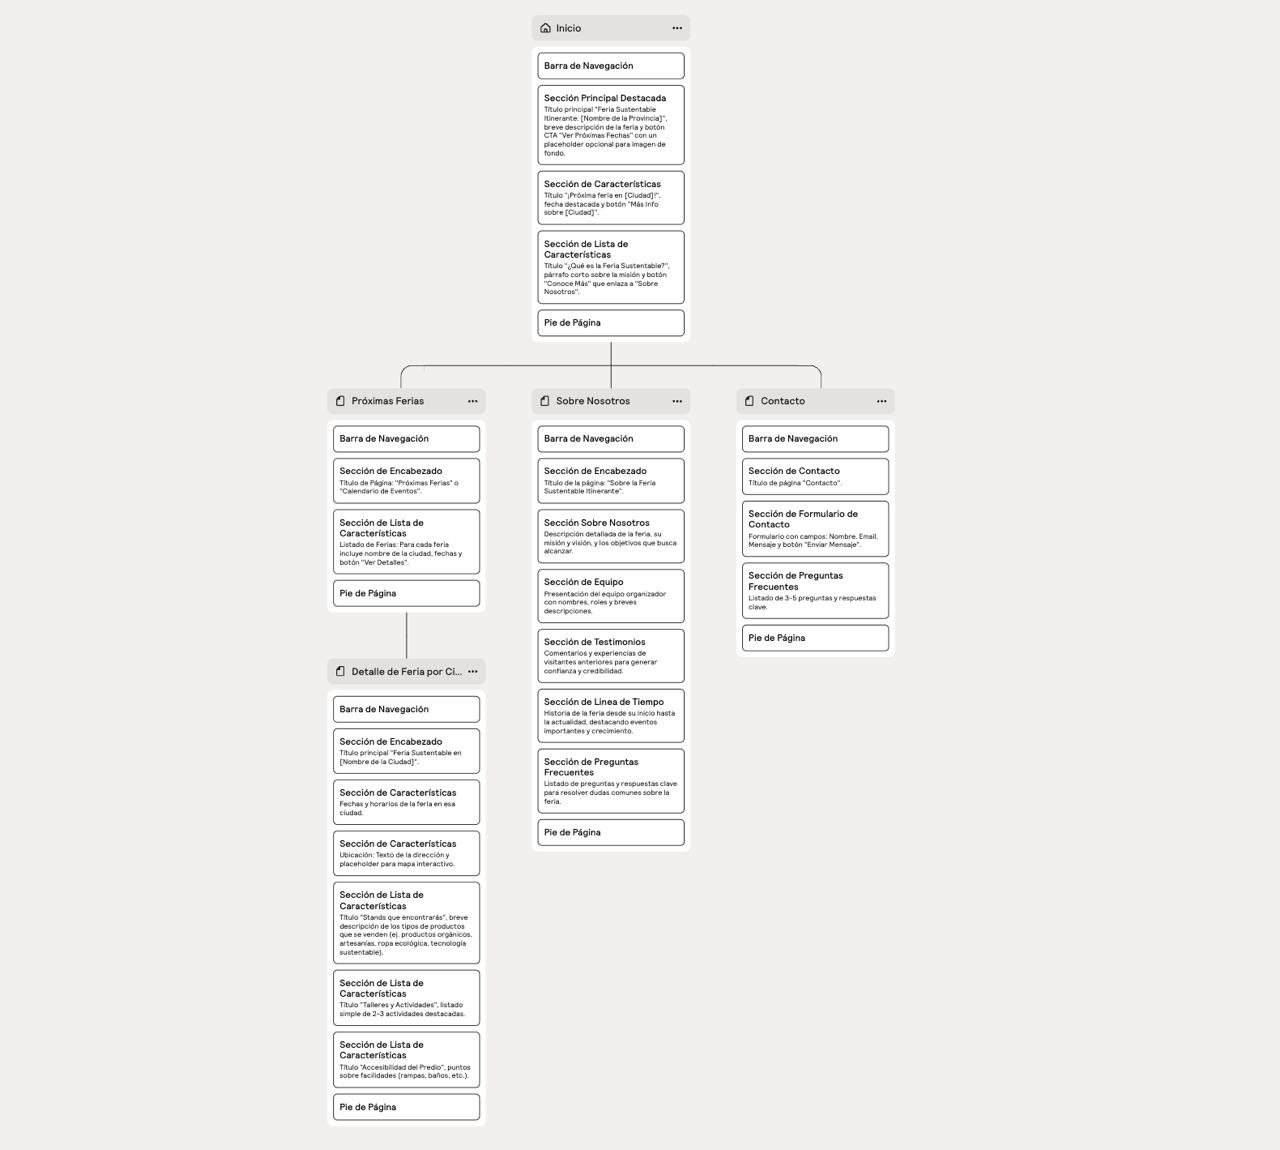 Inicio
Barra de Navegación
Sección Principal Destacada
Título principal "Feria Sustentable
Itinerante: [Nombre de la Provincia]",
breve descripción de la feria y botón
CTA "Ver Próximas Fechas" con un
placeholder opcional para imagen de
fondo.
Sección de Características
Título "¡Próxima feria en [Ciudad]!",
fecha destacada y botón "Más Info
sobre [Ciudad]".
Sección de Lista de
Características
Título "¿Qué es la Feria Sustentable?",
párrafo corto sobre la misión y botón
"Conoce Más" que enlaza a "Sobre
Nosotros".
Pie de Página
Próximas Ferias
Barra de Navegación
Sección de Encabezado
Título de Página: "Próximas Ferias" o
"Calendario de Eventos".
Sección de Lista de
Características
Listado de Ferias: Para cada feria
incluye nombre de la ciudad, fechas y
botón "Ver Detalles".
Pie de Página
Sobre Nosotros
Barra de Navegación
Sección de Encabezado
Título de la página: "Sobre la Feria
Sustentable Itinerante".
Sección Sobre Nosotros
Descripción detallada de la feria, su
misión y visión, y los objetivos que busca
alcanzar.
Sección de Equipo
Presentación del equipo organizador
con nombres, roles y breves
descripciones.
Sección de Testimonios
Comentarios y experiencias de
visitantes anteriores para generar
confianza y credibilidad.
Sección de Linea de Tiempo
Historia de la feria desde su inicio hasta
la actualidad, destacando eventos
importantes y crecimiento.
Sección de Preguntas
Frecuentes
Listado de preguntas y respuestas clave
para resolver dudas comunes sobre la
feria.
Pie de Página
Contacto
Barra de Navegación
Sección de Contacto
Título de página "Contacto".
Sección de Formulario de
Contacto
Formulario con campos: Nombre, Email,
Mensaje y botón "Enviar Mensaje".
Sección de Preguntas
Frecuentes
Listado de 3-5 preguntas y respuestas
clave.
Pie de Página
Detalle de Feria por Ci...
Barra de Navegación
Sección de Encabezado
Título principal "Feria Sustentable en
[Nombre de la Ciudad]".
Sección de Características
Fechas y horarios de la feria en esa
ciudad.
Sección de Características
Ubicación: Texto de la dirección y
placeholder para mapa interactivo.
Sección de Lista de
Características
Título "Stands que encontrarás", breve
descripción de los tipos de productos
que se venden (ej. productos orgánicos,
artesanías, ropa ecológica, tecnología
sustentable).
Sección de Lista de
Características
Título "Talleres y Actividades", listado
simple de 2-3 actividades destacadas.
Sección de Lista de
Características
Título "Accesibilidad del Predio", puntos
sobre facilidades (rampas, baños, etc.).
Pie de Página